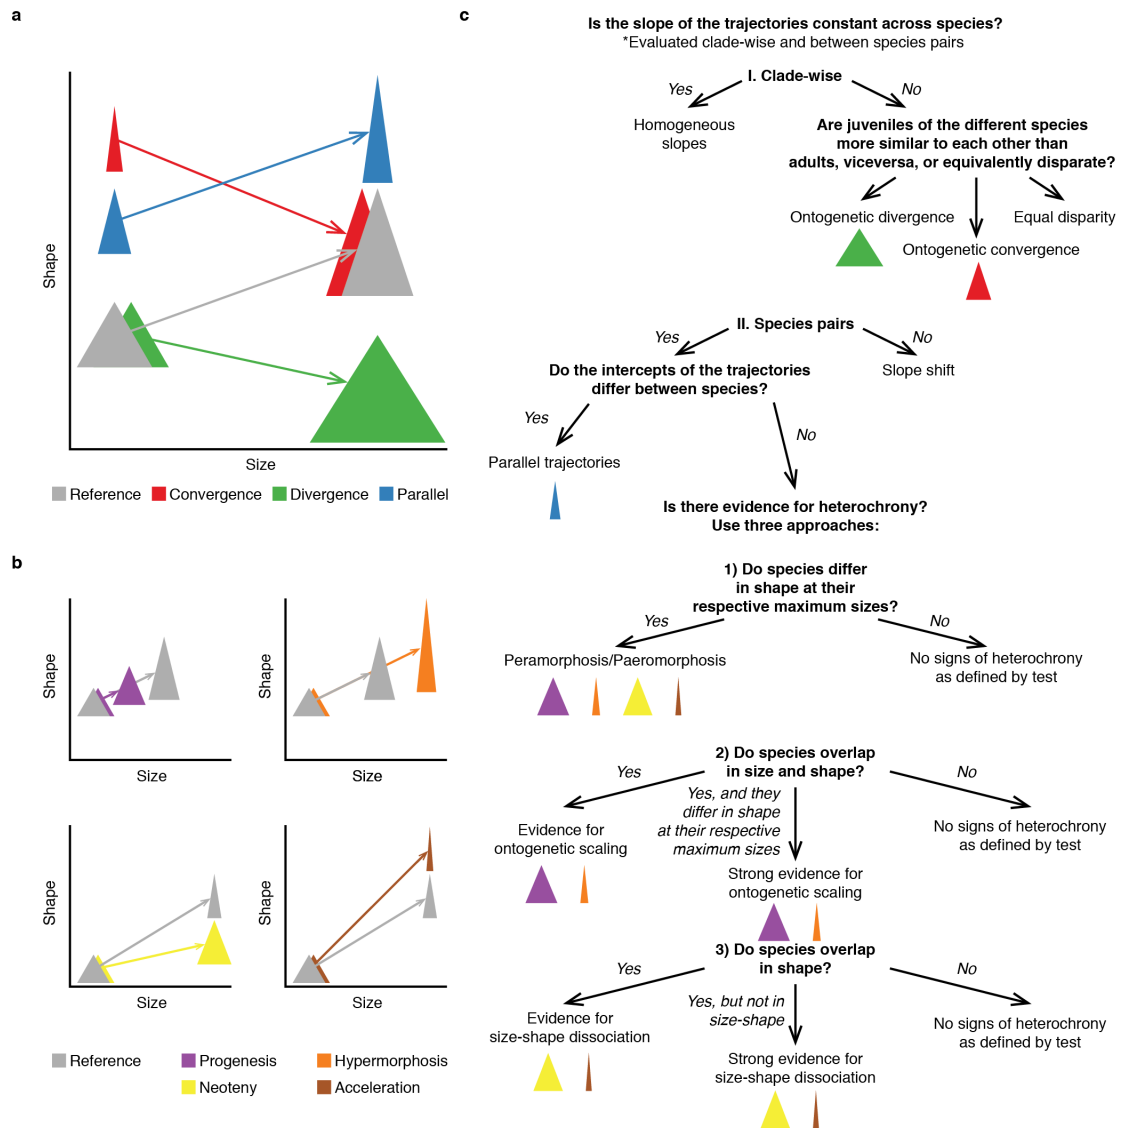 a
Shape
Size
Reference
Convergence
Divergence
Parallel
b
Shape
Size
Shape
Size
Shape
Size
Shape
Size
Reference
Progenesis
Hypermorphosis
Neoteny
Acceleration
c
Is the slope of the trajectories constant across species?
*Evaluated clade-wise and between species pairs
I. Clade-wise
Yes
No
Homogeneous
slopes
Are juveniles of the different species
more similar to each other than
adults, viceversa, or equivalently disparate?
Ontogenetic divergence
Equal disparity
Ontogenetic convergence
II. Species pairs
Yes
No
Do the intercepts of the trajectories
differ between species?
Slope shift
Yes
No
Parallel trajectories
Is there evidence for heterochrony?
Use three approaches:
1) Do species differ
in shape at their
respective maximum sizes?
Yes
No
Peramorphosis/Paeromorphosis
No signs of heterochrony
as defined by test
2) Do species overlap
in size and shape?
Yes
Yes, and they
differ in shape
at their respective
maximum sizes
No
Evidence for
ontogenetic scaling
Strong evidence for
ontogenetic scaling
No signs of heterochrony
as defined by test
3) Do species overlap
in shape?
Yes
Yes, but not in
size-shape
No
Evidence for
size-shape dissociation
Strong evidence for
size-shape dissociation
No signs of heterochrony
as defined by test